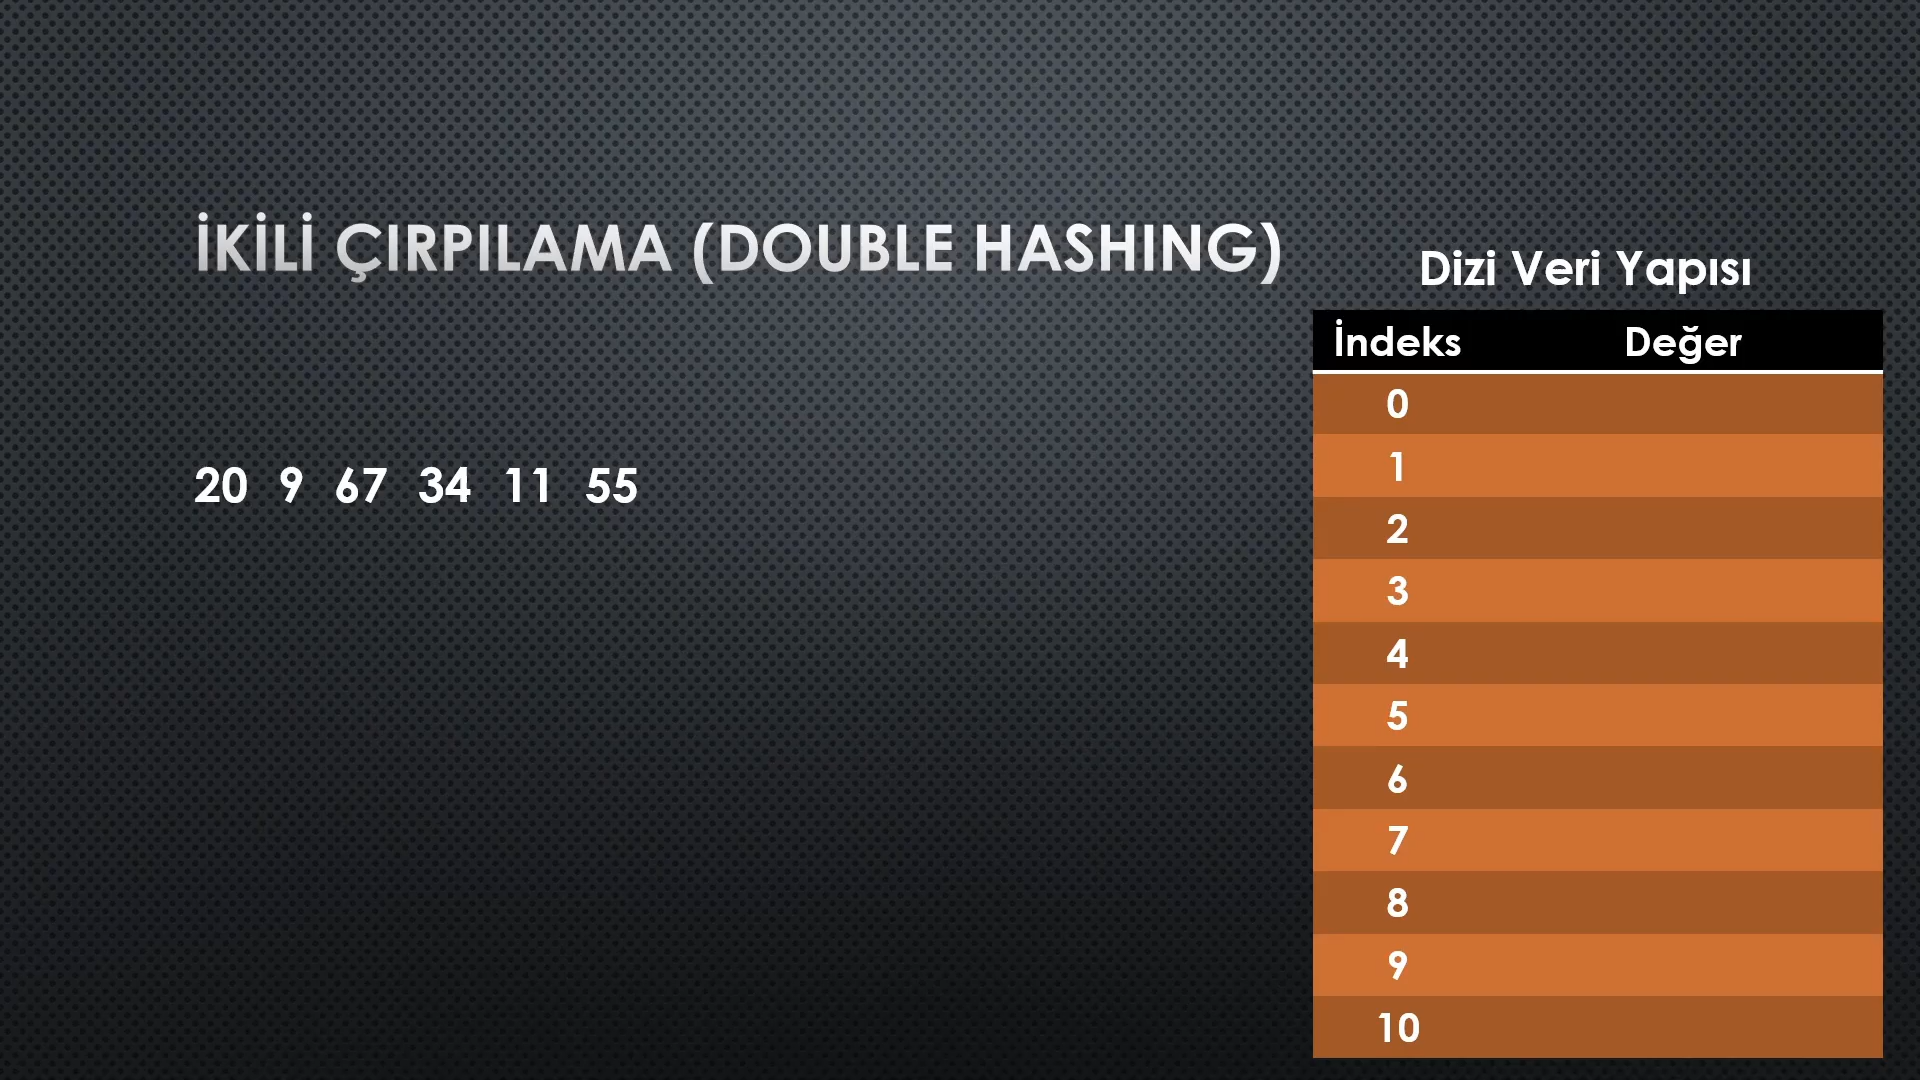 İKİLİ ÇIRPILAMA (DOUBLE HASHING)
20 9 67 34 11 55
Dizi Veri Yapısı
İndeks Değer
0
1
2
3
4
5
6
7
8
9
10